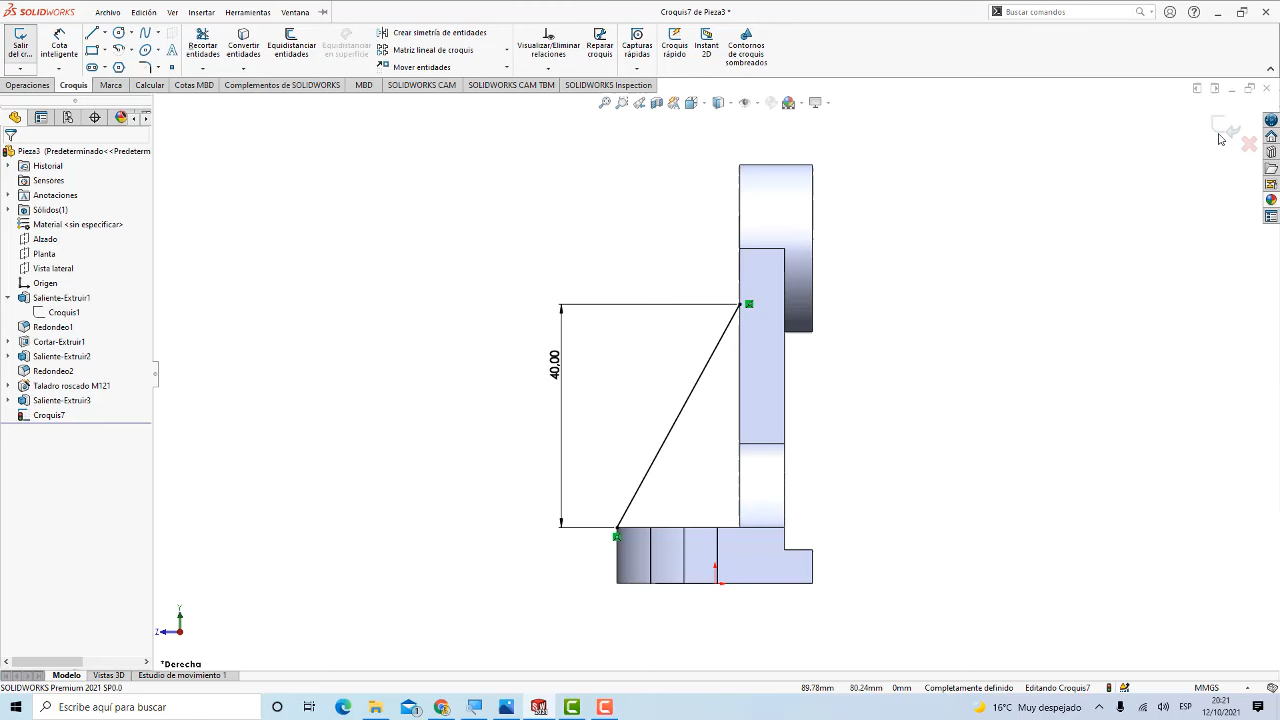 SOLIDWORKS
Archivo Edición Ver Insertar Herramientas Ventana
Croquis7 de Pieza3 *
Buscar comandos
Salir del cr...
Cota inteligente
Recortar entidades
Convertir entidades
Equidistanciar entidades
Equidistanciar en superficie
Crear simetría de entidades
Matriz lineal de croquis
Mover entidades
Visualizar/Eliminar relaciones
Reparar croquis
Capturas rápidas
Croquis rápido
Instant 2D
Contornos de croquis sombreados
Operaciones Croquis Marca Calcular Cotas MBD Complementos de SOLIDWORKS MBD SOLIDWORKS CAM SOLIDWORKS CAM TBM SOLIDWORKS Inspection
Pieza3 (Predeterminado<<Predeterm
Historial
Sensores
Anotaciones
Sólidos(1)
Material <sin especificar>
Alzado
Planta
Vista lateral
Origen
Saliente-Extruir1
Croquis1
Redondeo1
Cortar-Extruir1
Saliente-Extruir2
Redondeo2
Taladro roscado M121
Saliente-Extruir3
Croquis7
40,00
Y
Z
*Derecha
Modelo Vistas 3D Estudio de movimiento 1
SOLIDWORKS Premium 2021 SP0.0
89.78mm 80.24mm 0mm Completamente definido Editando Croquis7 MMGS
Escribe aquí para buscar
16°C Muy despejado
ESP
20:21
12/10/2021